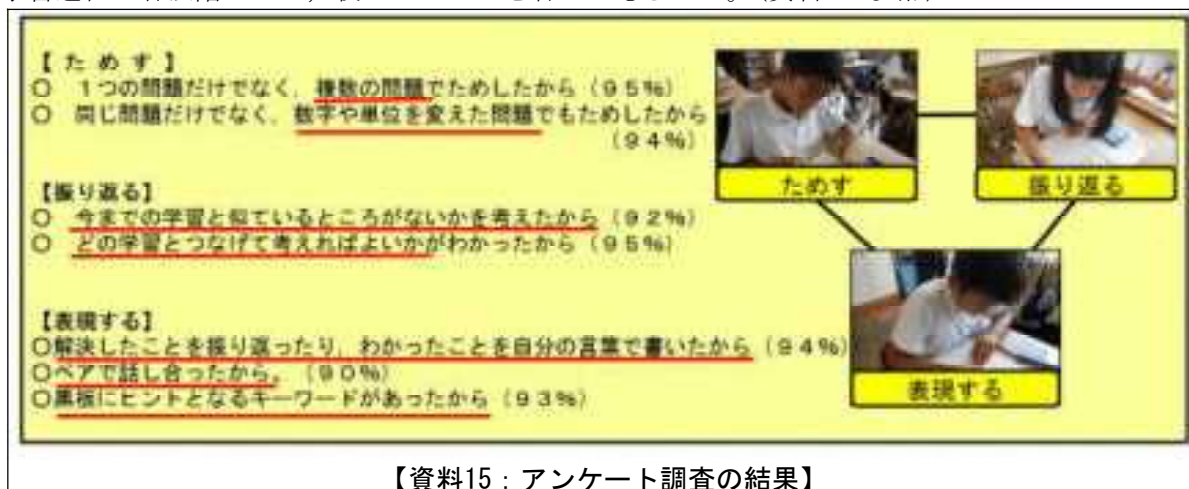 【ためす】
○ １つの問題だけでなく，複数の問題でためしたから（９５％）
○ 同じ問題だけでなく，数字や単位を変えた問題でもためしたから
（９４％）
【振り返る】
○ 今までの学習と似ているところがないかを考えたから（９２％）
○ どの学習とつなげて考えればよいかがわかったから（９５％）
【表現する】
○解決したことを振り返ったり，わかったことを自分の言葉で書いたから（９４％）
○ペアで話し合ったから。（９０％）
○黒板にヒントとなるキーワードがあったから（９３％）
ためす
振り返る
表現する
【資料15：アンケート調査の結果】